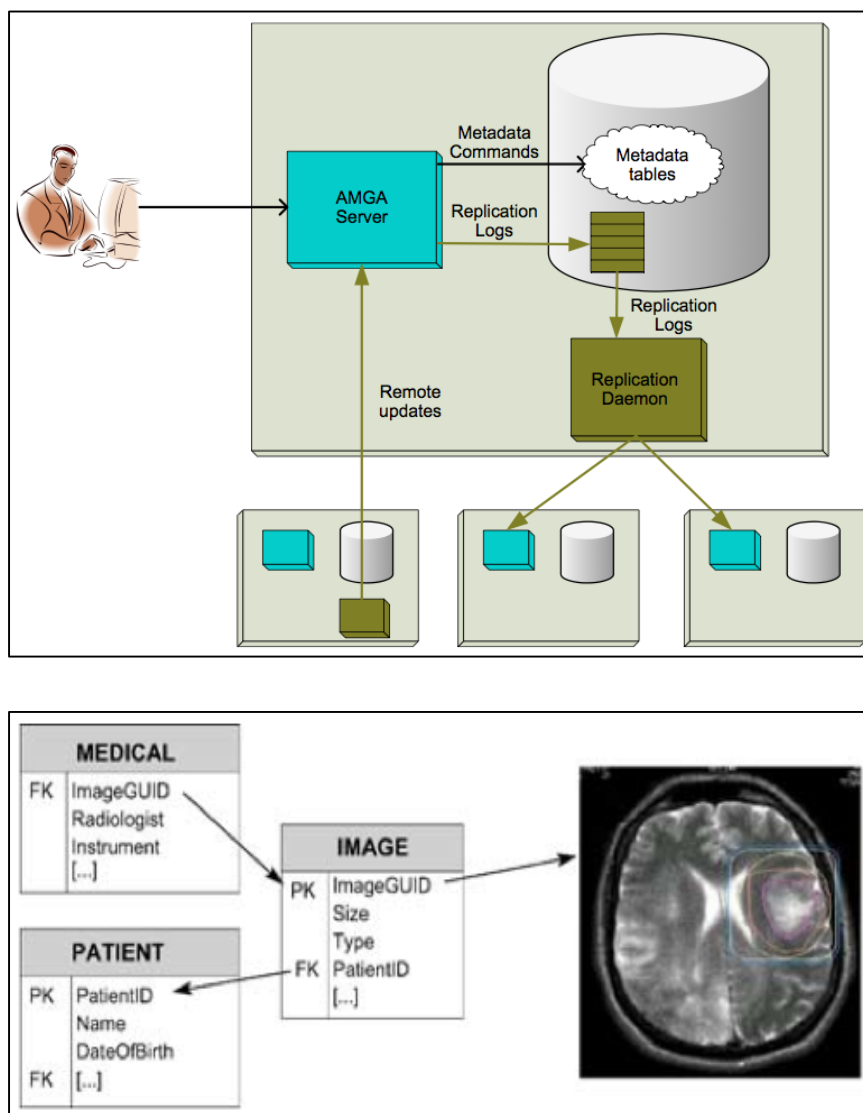 Metadata
Commands
Metadata
tables
AMGA
Server
Replication
Logs
Replication
Logs
Replication
Daemon
Remote
updates
MEDICAL
FK ImageGUID
Radiologist
Instrument
[...]
IMAGE
PK ImageGUID
Size
Type
FK PatientID
[...]
PATIENT
PK PatientID
Name
DateOfBirth
FK [...]